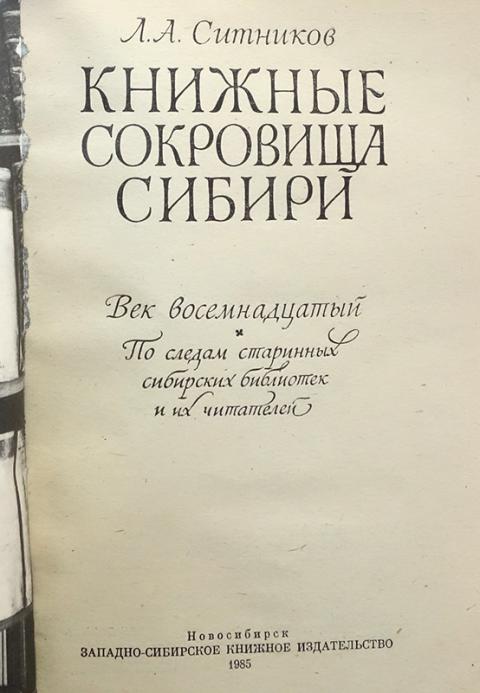 Л.А. Ситников
КНИЖНЫЕ
СОКРОВИЩА
СИБИРИ
Век восемнадцатый
По следам старинных
сибирских библиотек
и их читателей
Новосибирск
ЗАПАДНО-СИБИРСКОЕ КНИЖНОЕ ИЗДАТЕЛЬСТВО
1985